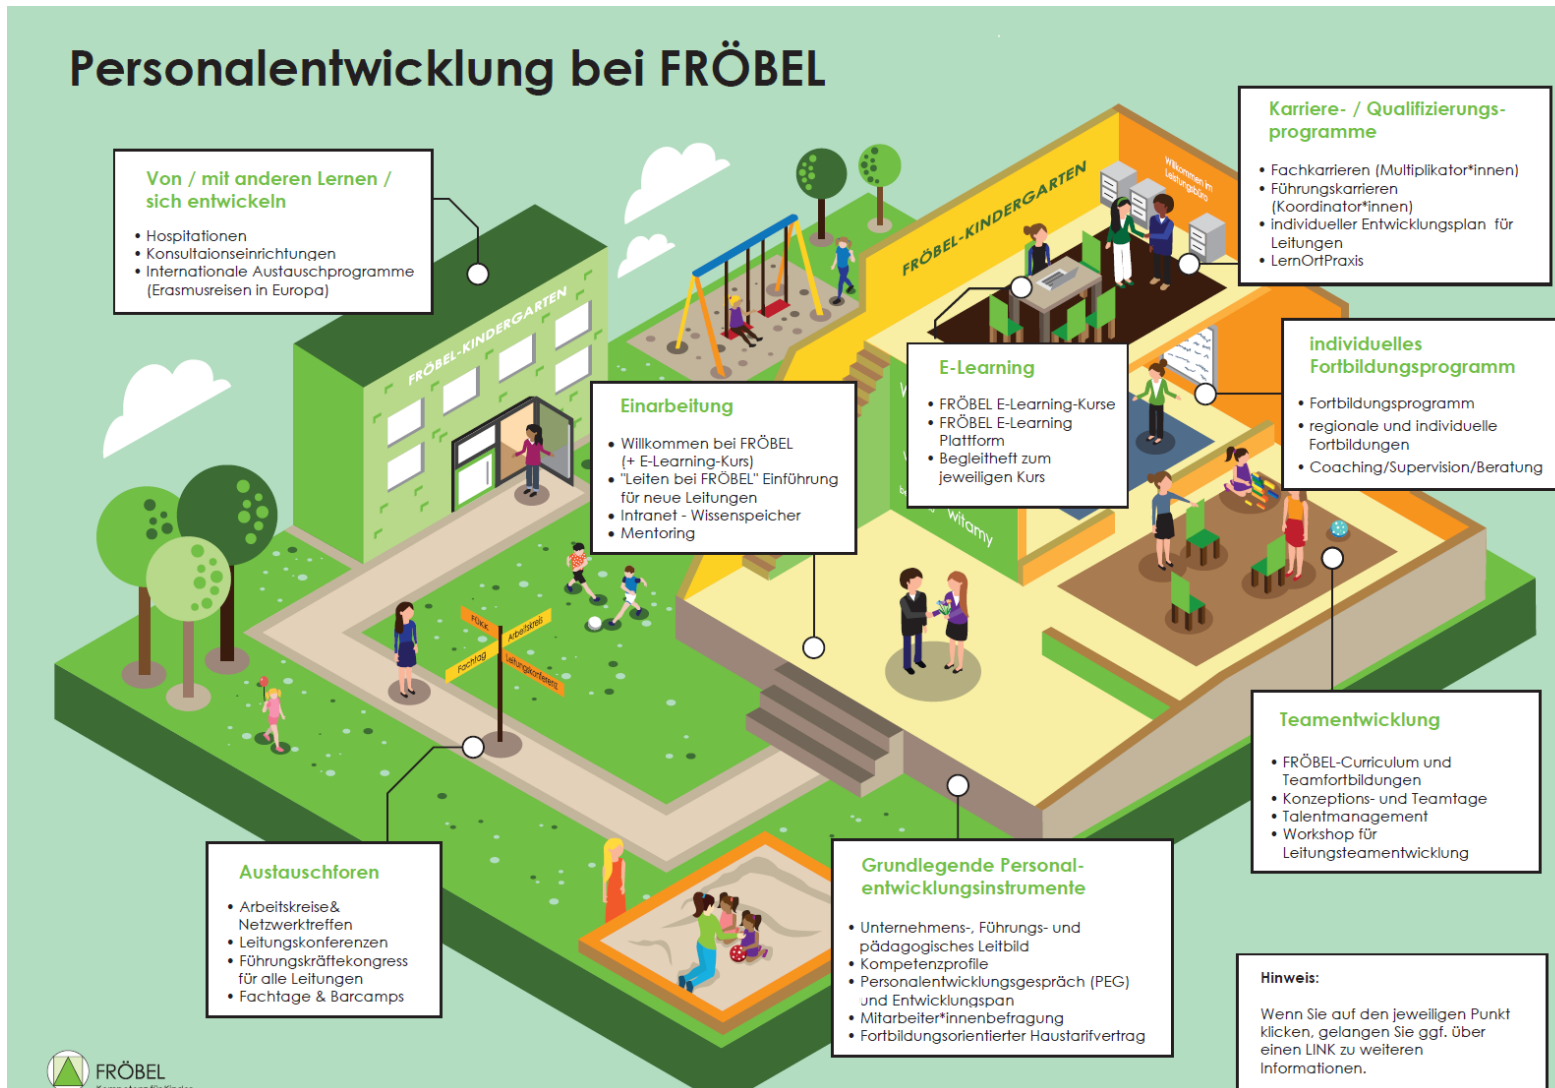 Personalentwicklung bei FRÖBEL
Von / mit anderen Lernen /
sich entwickeln
• Hospitationen
• Konsultaionseinrichtungen
• Internationale Austauschprogramme
(Erasmusreisen in Europa)
FRÖBEL-KINDERGARTEN
FRÖBEL-KINDERGARTEN
Willkommen im
Leistungsbüro
Karriere- / Qualifizierungs-
programme
• Fachkarrieren (Multiplikator*innen)
• Führungskarrieren
(Koordinator*innen)
• individueller Entwicklungsplan für
Leitungen
• LernOrtPraxis
individuelles
Fortbildungsprogramm
• Fortbildungsprogramm
• regionale und individuelle
Fortbildungen
• Coaching/Supervision/Beratung
E-Learning
• FRÖBEL E-Learning-Kurse
• FRÖBEL E-Learning
Plattform
• Begleitheft zum
jeweiligen Kurs
witamy
Einarbeitung
• Willkommen bei FRÖBEL
(+ E-Learning-Kurs)
• "Leiten bei FRÖBEL" Einführung
für neue Leitungen
• Intranet - Wissenspeicher
• Mentoring
FÜKK
Arbeitskreis
Fachtag
Leitungskonferenz
Teamentwicklung
• FRÖBEL-Curriculum und
Teamfortbildungen
• Konzeptions- und Teamtage
• Talentmanagement
• Workshop für
Leitungsteamentwicklung
Austauschforen
• Arbeitskreise&
Netzwerktreffen
• Leitungskonferenzen
• Führungskräftekongress
für alle Leitungen
• Fachtage & Barcamps
Grundlegende Personal-
entwicklungsinstrumente
• Unternehmens-, Führungs- und
pädagogisches Leitbild
• Kompetenzprofile
• Personalentwicklungsgespräch (PEG)
und Entwicklungspan
• Mitarbeiter*innenbefragung
• Fortbildungsorientierter Haustarifvertrag
Hinweis:
Wenn Sie auf den jeweiligen Punkt
klicken, gelangen Sie ggf. über
einen LINK zu weiteren
Informationen.
FRÖBEL